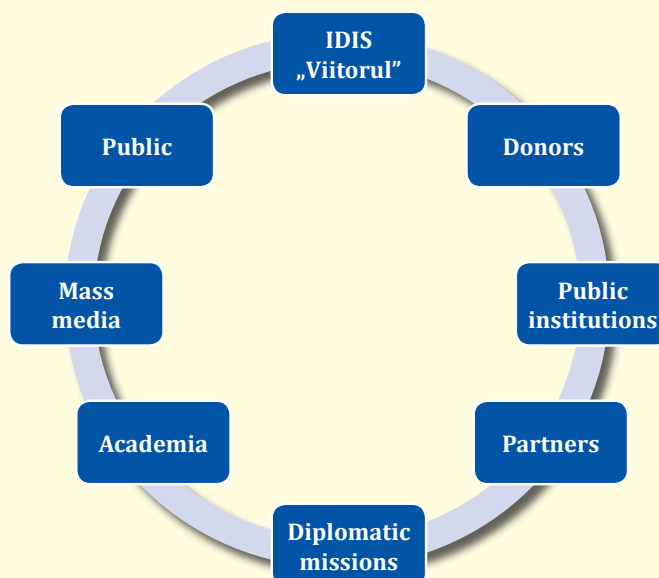 IDIS
„Viitorul”
Donors
Public
institutions
Partners
Diplomatic
missions
Academia
Mass
media
Public